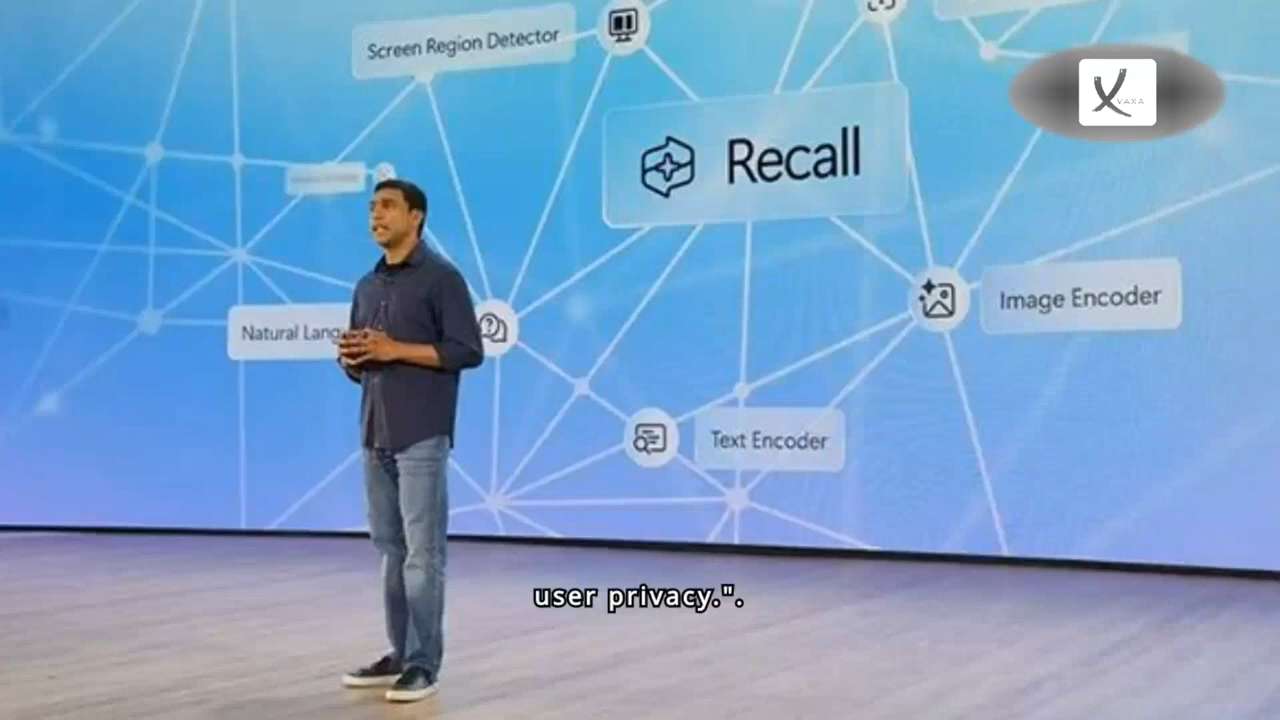 Screen Region Detector
Recall
VAXA
Image Encoder
Natural Lang
Text Encoder
user privacy.".